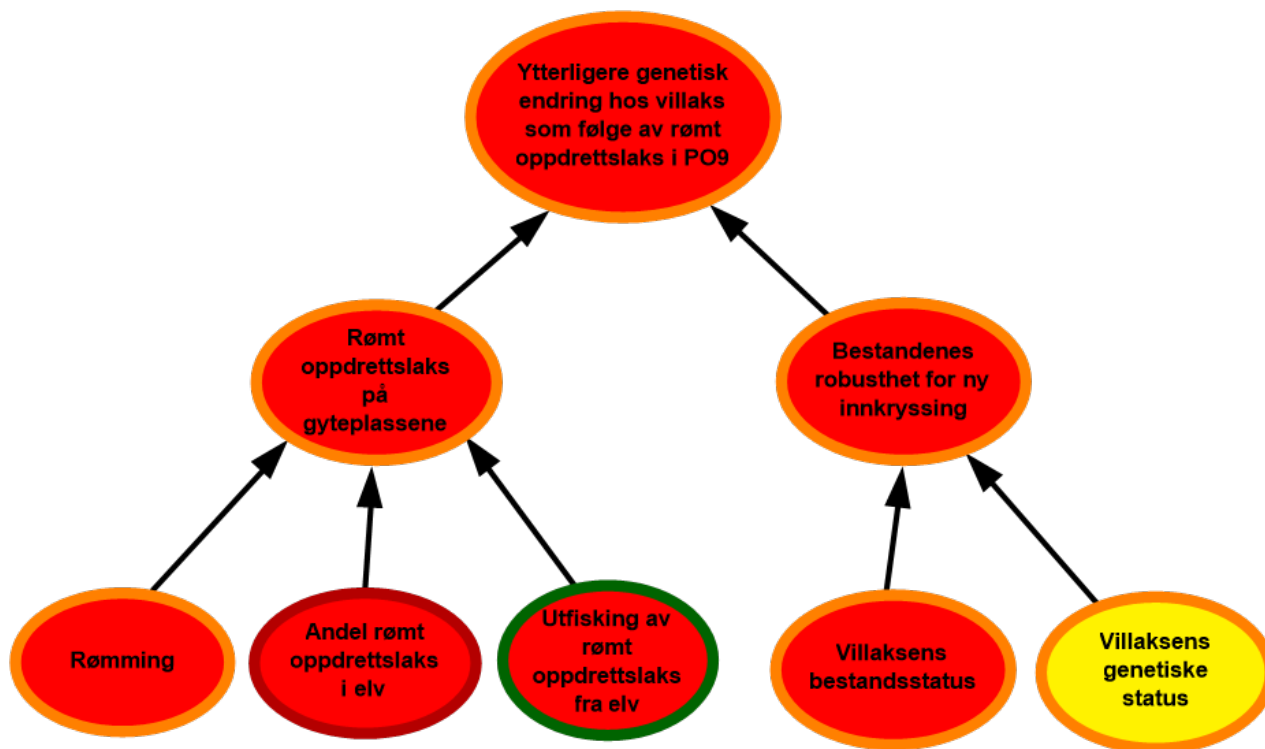 Ytterligere genetisk
endring hos villaks
som følge av rømt
oppdrettslaks i PO9
Rømt
oppdrettslaks
på
gyteplassene
Bestandenes
robusthet for ny
innkryssing
Rømming
Andel rømt
oppdrettslaks
i elv
Utfisking av
rømt
oppdrettslaks
fra elv
Villaksens
bestandsstatus
Villaksens
genetiske
status